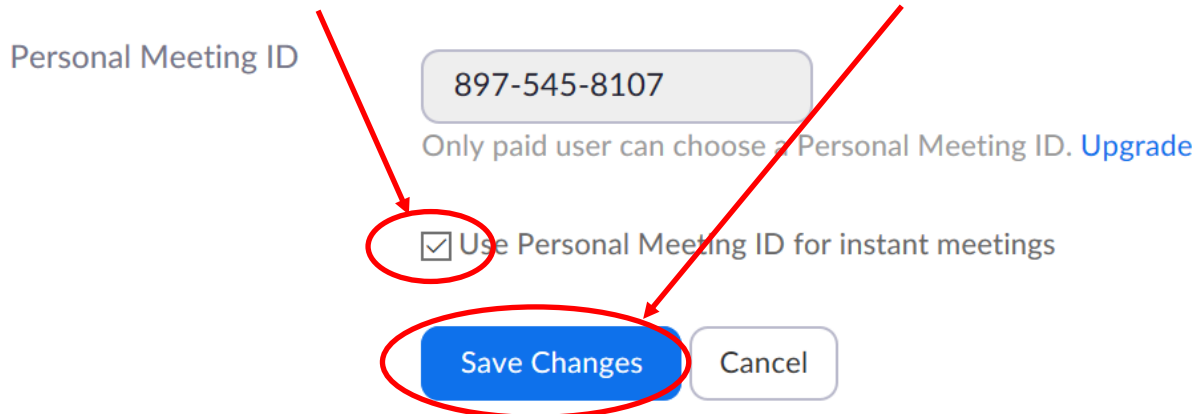 Personal Meeting ID
897-545-8107
Only paid user can choose a Personal Meeting ID. Upgrade
Use Personal Meeting ID for instant meetings
Save Changes
Cancel